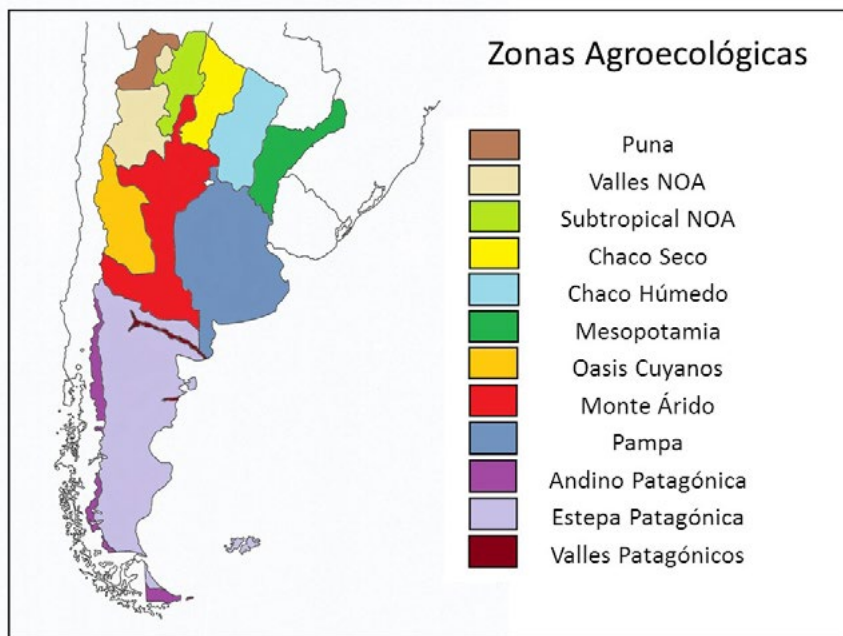 Zonas Agroecológicas
Puna
Valles NOA
Subtropical NOA
Chaco Seco
Chaco Húmedo
Mesopotamia
Oasis Cuyanos
Monte Árido
Pampa
Andino Patagónica
Estepa Patagónica
Valles Patagónicos